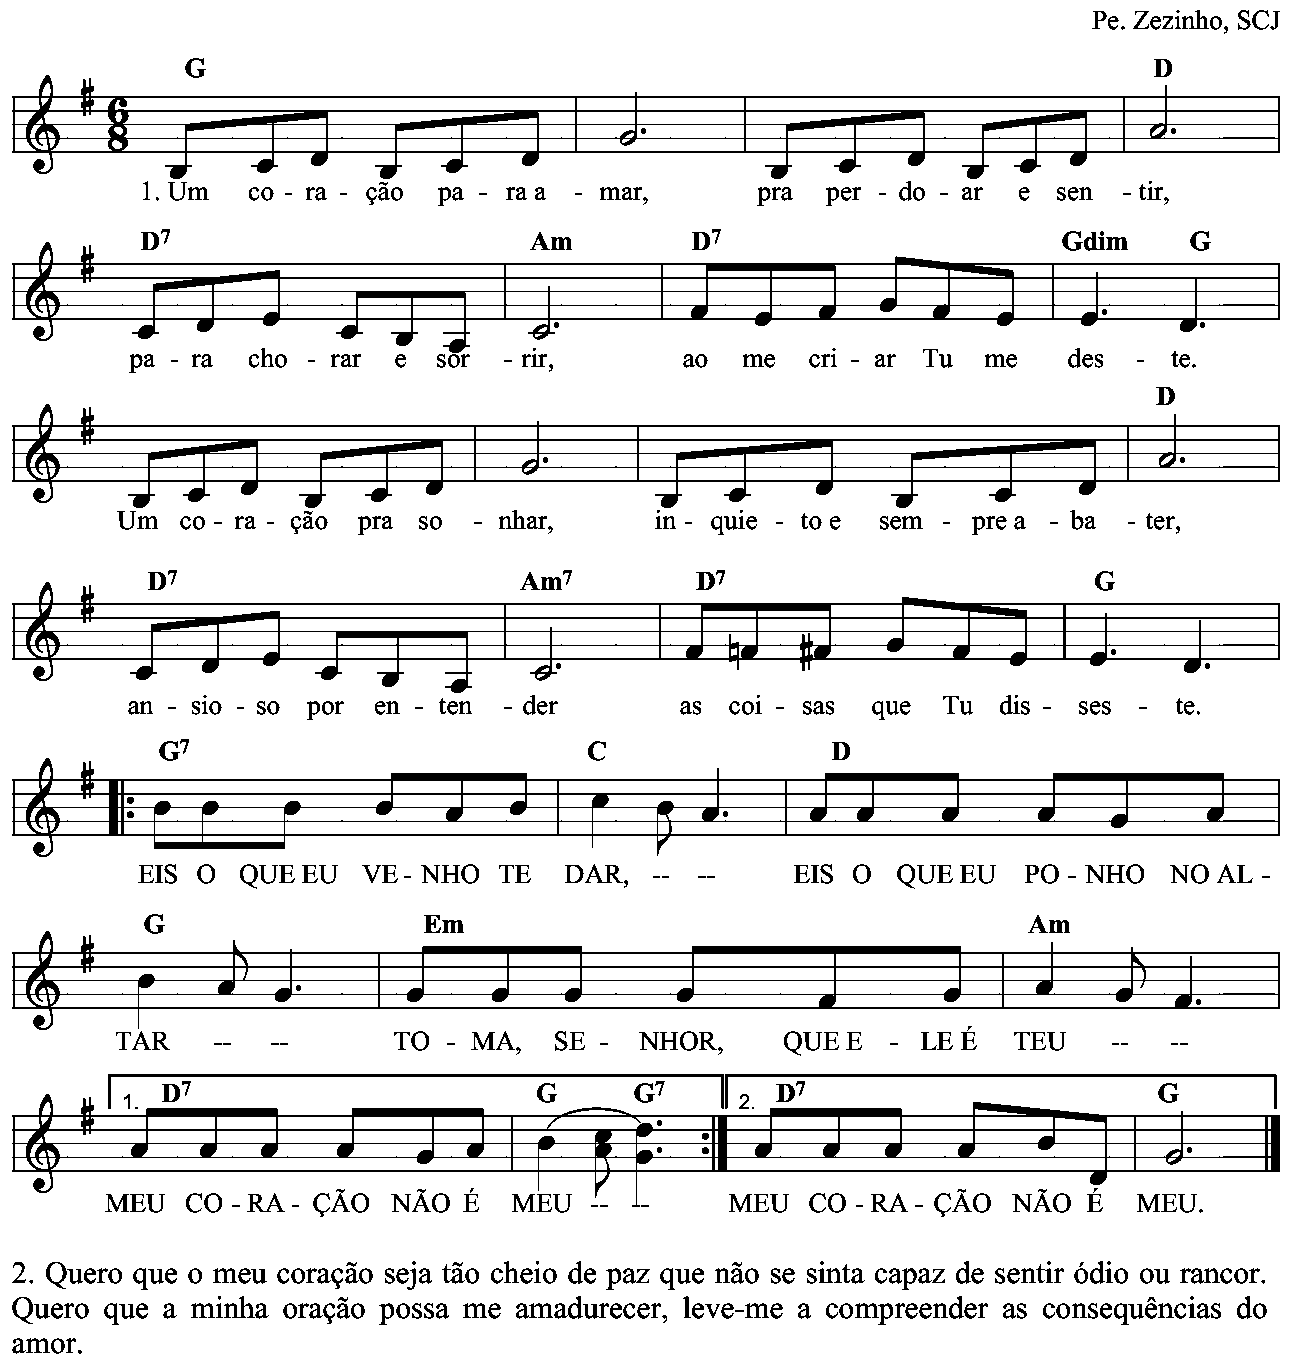 Pe. Zezinho, SCJ
G D
6
8
1. Um co - ra - ção pa - ra a - mar, pra per - do - ar e sen - tir,
D7 Am D7 Gdim G
pa - ra cho - rar e sor - rir, ao me cri - ar Tu me des - te.
D
Um co - ra - ção pra so - nhar, in - quie - to e sem - pre a - ba - ter,
D7 Am7 D7 G
an - sio - so por en - ten - der as coi - sas que Tu dis - ses - te.
G7 C D
EIS O QUE EU VE - NHO TE DAR, -- -- EIS O QUE EU PO - NHO NO AL -
G Em Am
TAR -- -- TO - MA, SE - NHOR, QUE E - LE É TEU -- --
1. D7 G G7 2. D7 G
MEU CO - RA - ÇÃO NÃO É MEU -- -- MEU CO - RA - ÇÃO NÃO É MEU.
2. Quero que o meu coração seja tão cheio de paz que não se sinta capaz de sentir ódio ou rancor.
Quero que a minha oração possa me amadurecer, leve-me a compreender as consequências do
amor.